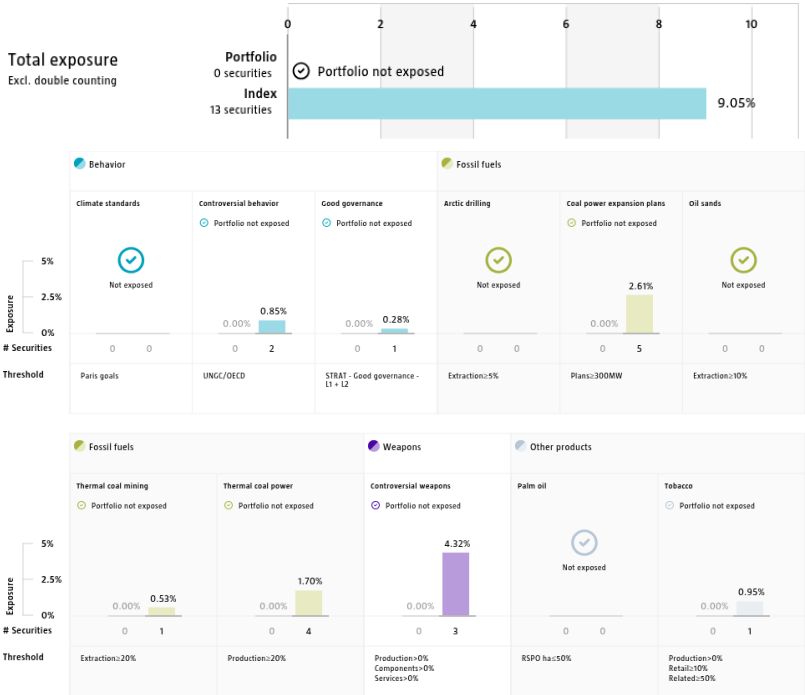 0 2 4 6 8 10
Total exposure
Excl. double counting
Portfolio
0 securities
Portfolio not exposed
Index
13 securities
9.05%
Behavior
Fossil fuels
Climate standards
Controversial behavior
Good governance
Arctic drilling
Coal power expansion plans
Oil sands
Portfolio not exposed
Portfolio not exposed
Portfolio not exposed
Exposure
5%
2.5%
0%
Not exposed
0.00% 0.85%
0.00% 0.28%
Not exposed
0.00% 2.61%
Not exposed
# Securities 0 0 0 2 0 1 0 0 0 5 0 0
Threshold
Paris goals
UNGC/OECD
STRAT - Good governance -
L1 + L2
Extraction≥5%
Plans≥300MW
Extraction≥10%
Fossil fuels
Weapons
Other products
Thermal coal mining
Thermal coal power
Controversial weapons
Palm oil
Tobacco
Portfolio not exposed
Portfolio not exposed
Portfolio not exposed
Portfolio not exposed
Exposure
5%
2.5%
0%
0.00% 0.53%
0.00% 1.70%
0.00% 4.32%
Not exposed
0.00% 0.95%
# Securities 0 1 0 4 0 3 0 0 0 1
Threshold
Extraction≥20%
Production≥20%
Production>0%
Components>0%
Services>0%
RSPO ha≤50%
Production>0%
Retail≥10%
Related≥50%